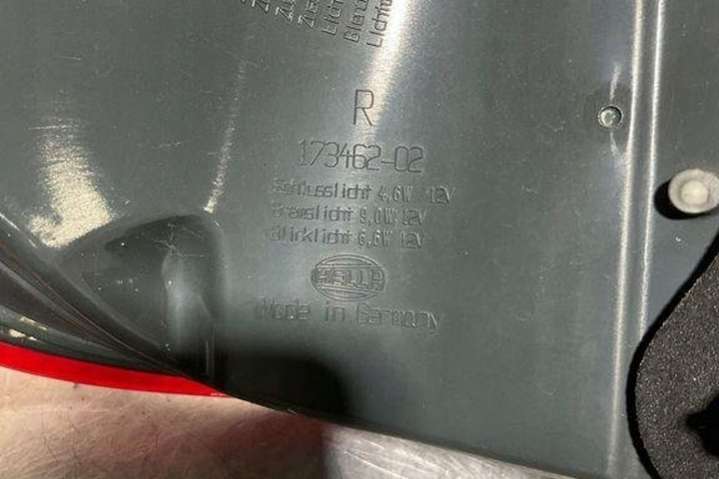 R
173462-02
Schlusslicht 4,6W 12V
Bremslicht 9,0W 12V
Blinklicht 6,6W 12V
HELLA
Made in Germany